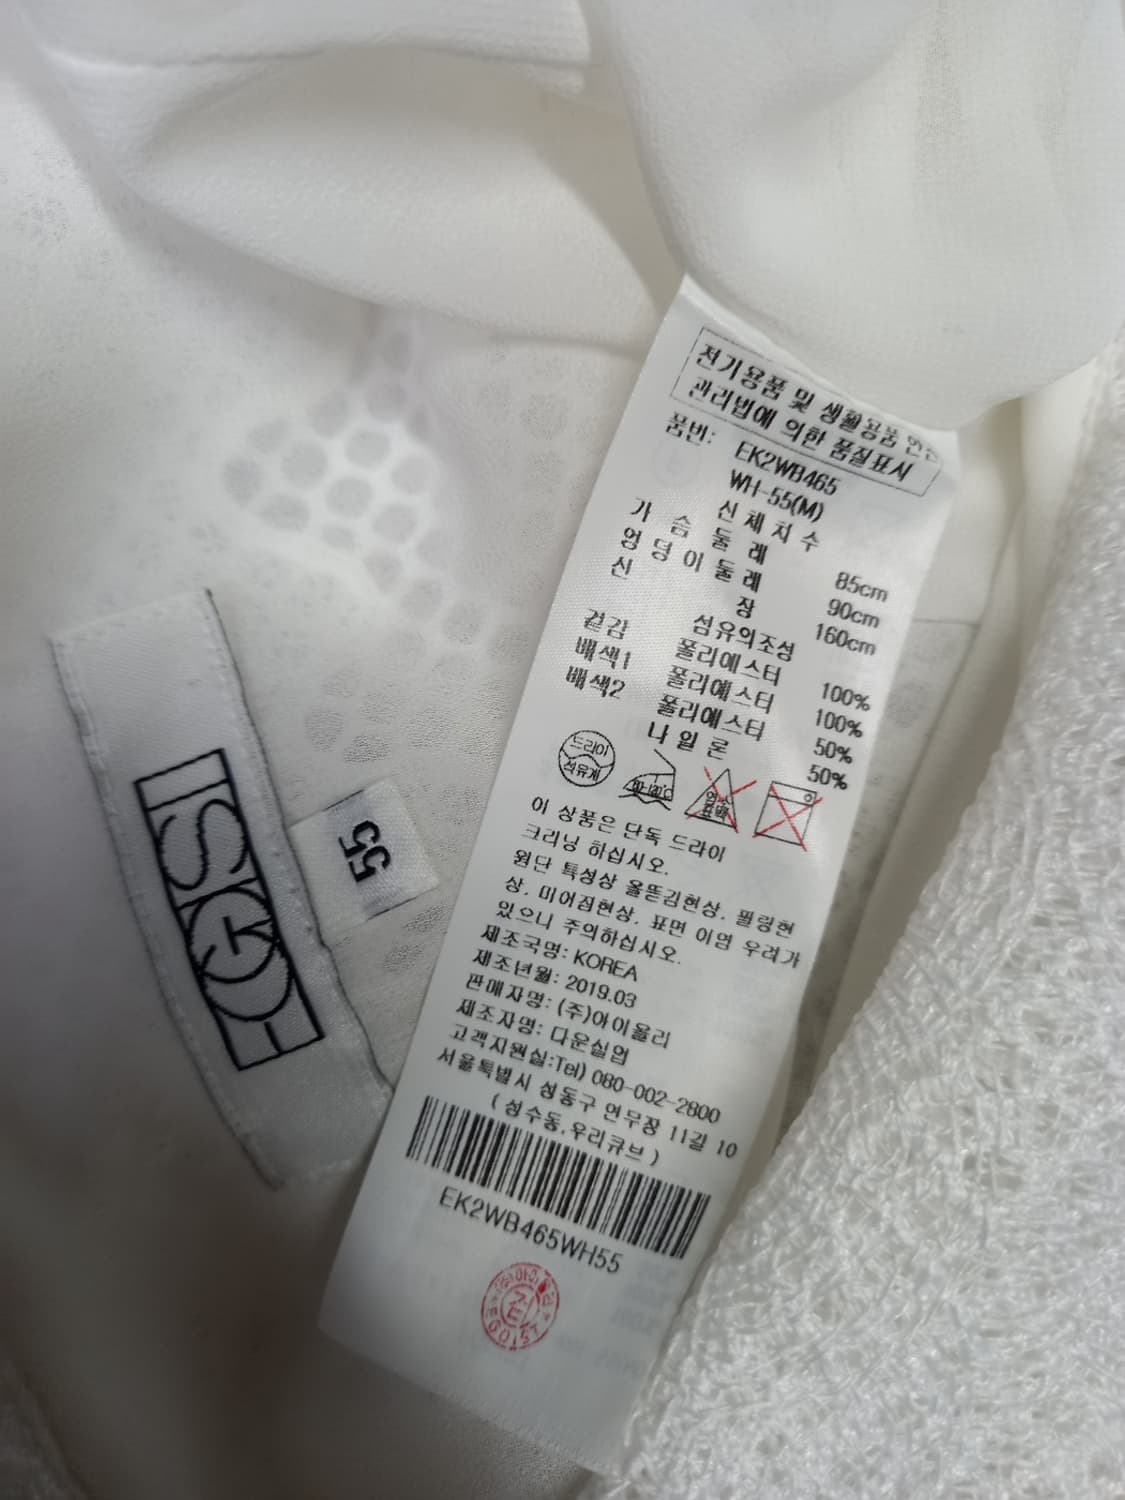 전기용품 및 생활용품 안전
관리법에 의한 품질표시
품번: EK2WB465
WH-55(M)
신체치수
가슴둘레 85cm
엉덩이둘레 90cm
신장 160cm
섬유의조성
겉감 폴리에스터 100%
배색1 폴리에스터 100%
배색2 폴리에스터 50%
나일론 50%
드라이
석유계
염소
표백
이 상품은 단독 드라이
크리닝 하십시오.
원단 특성상 올뜯김현상, 필링현
상, 미어짐현상, 표면 이염 우려가
있으니 주의하십시오.
제조국명: KOREA
제조년월: 2019.03
판매자명: (주)아이올리
제조자명: 다운실업
고객지원실:Tel) 080-002-2800
서울특별시 성동구 연무장 11길 10
(성수동,우리큐브)
EK2WB465WH55
EGOIST
EGOIST
55